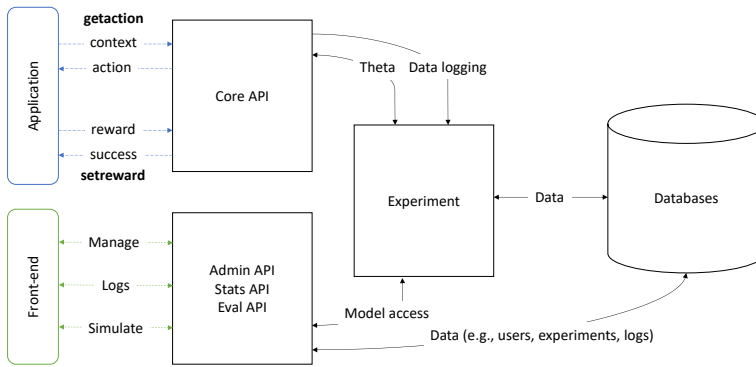 getaction
context
action
Application
reward
success
setreward
Core API
Theta
Data logging
Experiment
Data
Databases
Front-end
Manage
Logs
Simulate
Admin API
Stats API
Eval API
Model access
Data (e.g., users, experiments, logs)